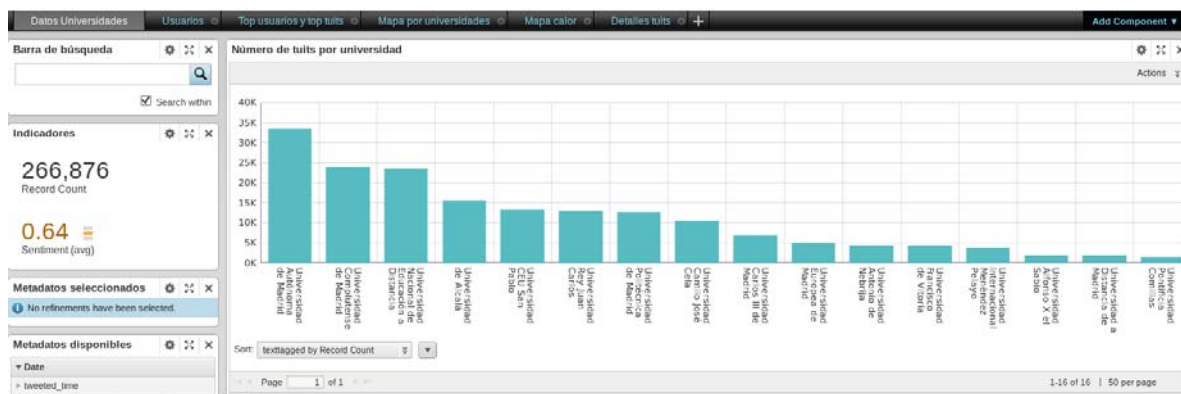 Datos Universidades
Usuarios
Top usuarios y top tuits
Mapa por universidades
Mapa calor
Detalles tuits
Add Component
Barra de búsqueda
Search within
Indicadores
266,876
Record Count
0.64
Sentiment (avg)
Metadatos seleccionados
No refinements have been selected.
Metadatos disponibles
Date
tweeted_time
Número de tuits por universidad
Actions
40K
35K
30K
25K
20K
15K
10K
5K
0K
Universidad
Autónoma
de Madrid
Universidad
Complutense
de Madrid
Universidad
Nacional de
Educación a
Distancia
Universidad
de Alcalá
Universidad
CEU San
Pablo
Universidad
Rey Juan
Carlos
Universidad
Politécnica
de Madrid
Universidad
Camilo José
Cela
Universidad
Carlos III de
Madrid
Universidad
Europea de
Madrid
Universidad
Antonio de
Nebrija
Universidad
Francisco
de Vitoria
Universidad
Internacional
Menéndez
Pelayo
Universidad
Alfonso X el
Sabio
Universidad a
Distancia de
Madrid
Universidad
Pontificia
Comillas
Sort: texttagged by Record Count
Page 1 of 1
1-16 of 16 | 50 per page